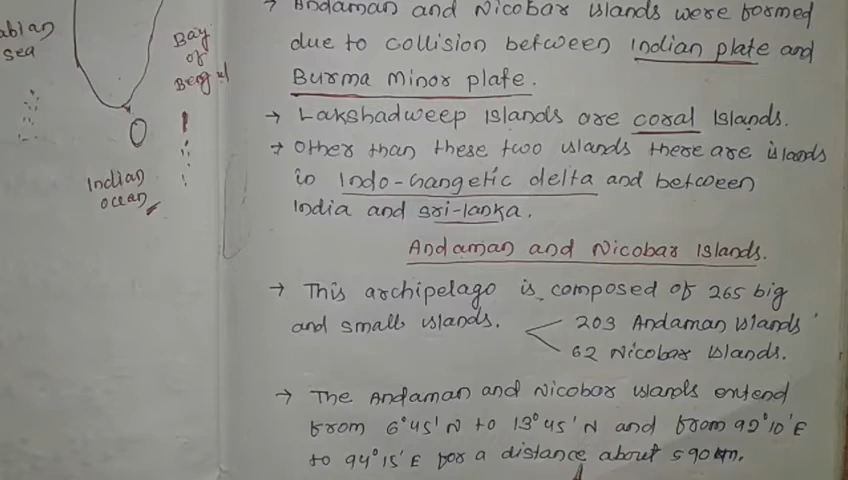 abian
sea
Bay
of
Beng
Indian
ocean
→ Andaman and Nicobar islands were formed
due to collision between Indian plate and
Burma Minor plate.
→ Lakshadweep Islands are coral Islands.
→ Other than these two islands there are islands
in Indo-Gangetic delta and between
India and Sri-lanka.
Andaman and Nicobar Islands.
→ This archipelago is composed of 265 big
and small islands. < 203 Andaman islands
62 Nicobar Islands.
→ The Andaman and Nicobar islands extend
from 6°45'N to 13°45'N and from 92°10'E
to 94°15'E for a distance about 590 km.